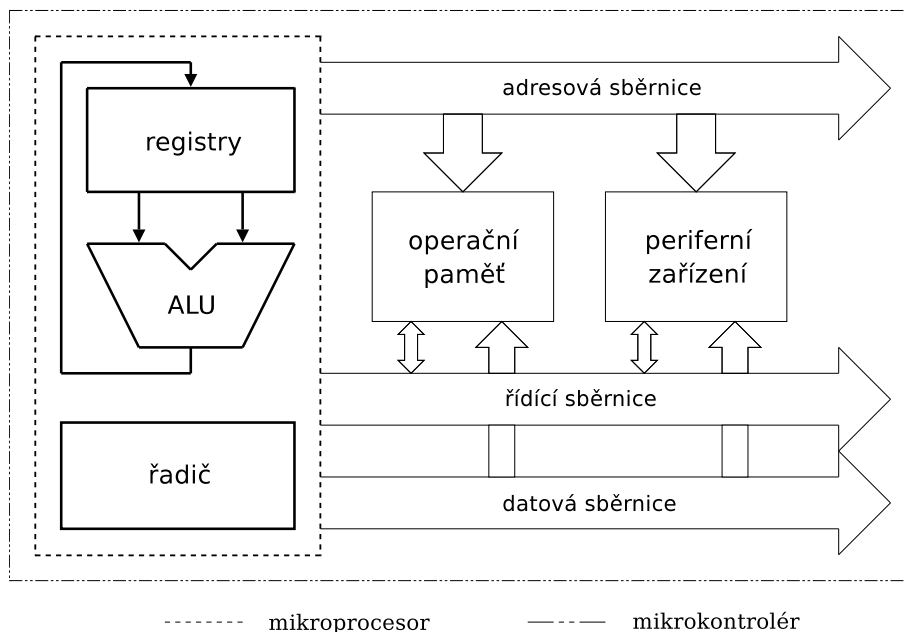 adresová sběrnice
registry
operační
paměť
periferní
zařízení
ALU
řídící sběrnice
řadič
datová sběrnice
mikroprocesor
mikrokontrolér